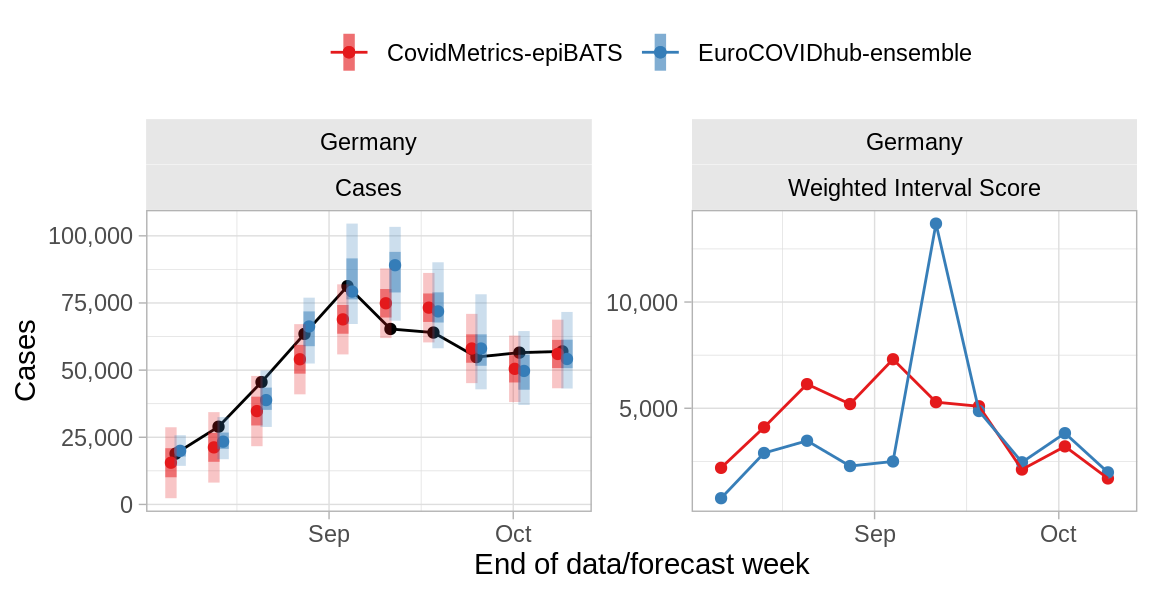 CovidMetrics-epiBATS EuroCOVIDhub-ensemble
Germany Germany
Cases Weighted Interval Score
Cases
100,000
75,000
50,000
25,000
0
10,000
5,000
Sep Oct Sep Oct
End of data/forecast week